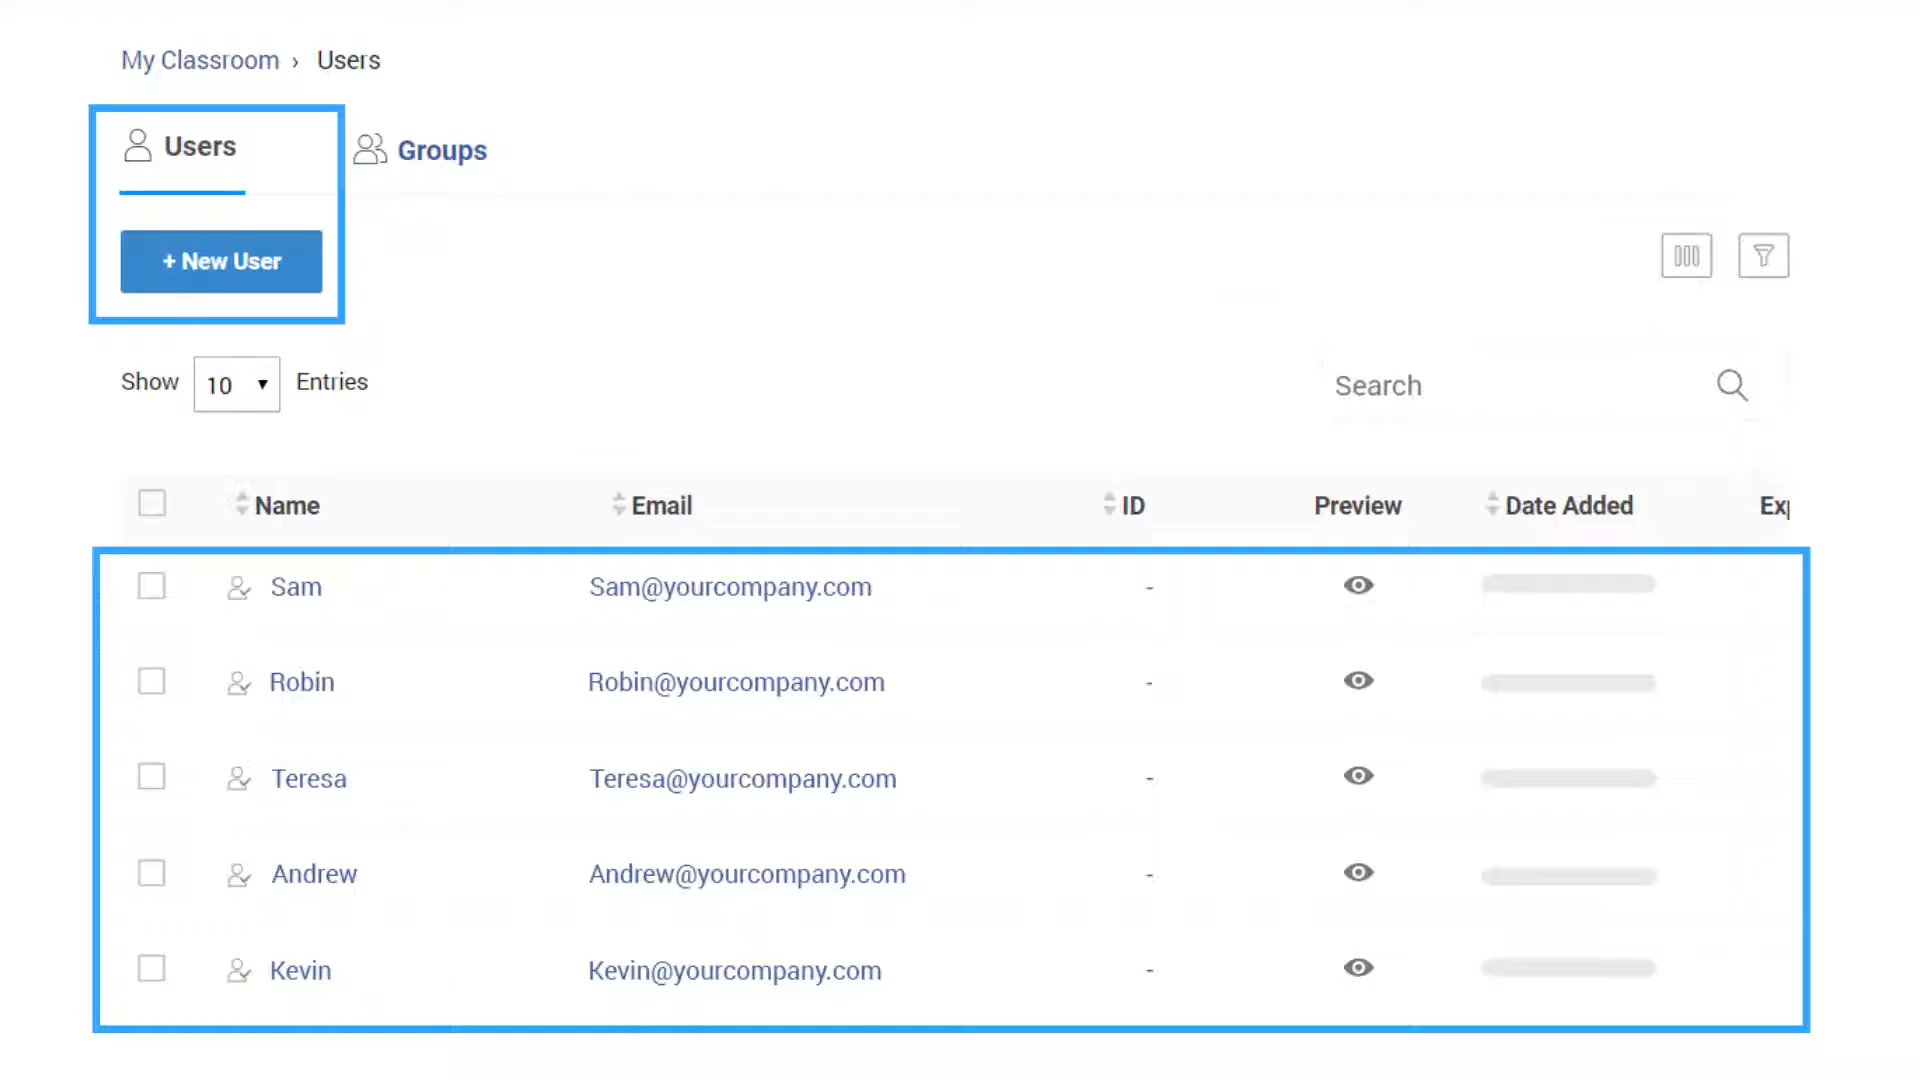 My Classroom › Users
Users
Groups
+ New User
Show 10 Entries
Search
Name Email ID Preview Date Added
Sam Sam@yourcompany.com -
Robin Robin@yourcompany.com -
Teresa Teresa@yourcompany.com -
Andrew Andrew@yourcompany.com -
Kevin Kevin@yourcompany.com -